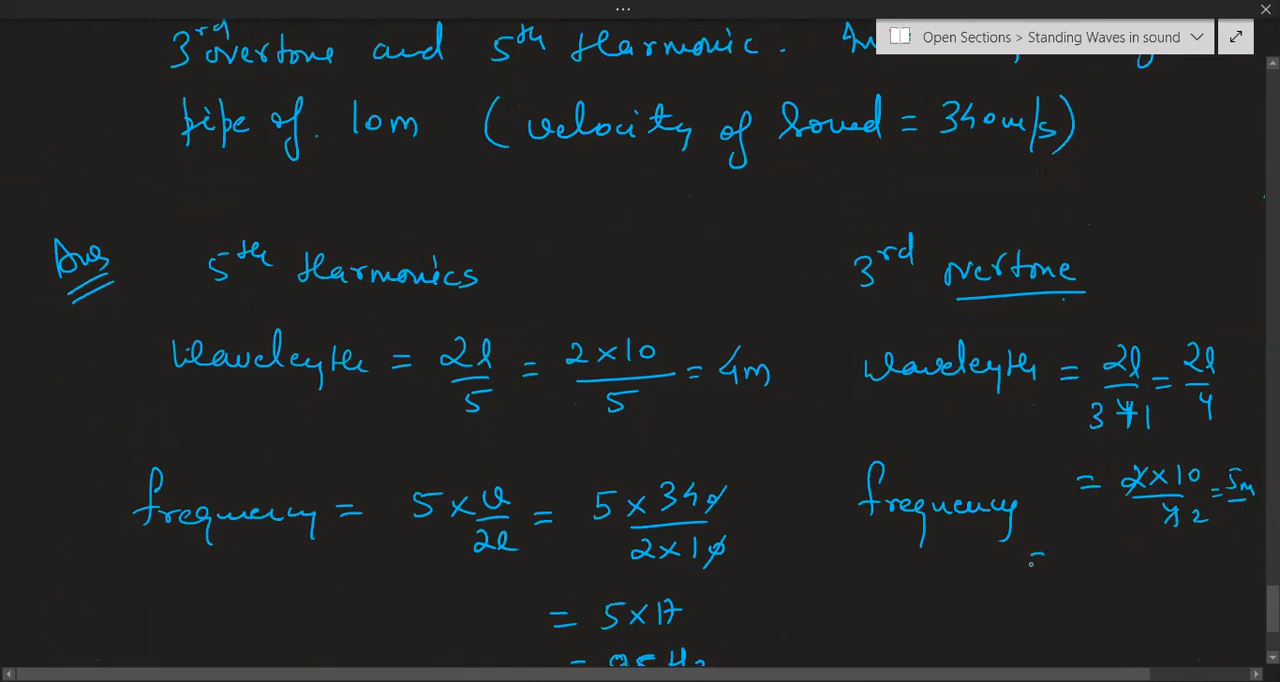 ...
Open Sections > Standing Waves in sound
3rd overtone and 5th Harmonic.
pipe of. 10m (velocity of sound = 340m/s)
Ans 5th Harmonics 3rd overtone
Wavelength = 2l/5 = 2×10/5 = 4m wavelength = 2l/3+1 = 2l/4
= 2×10/4 2 = 5m
frequency = 5×v/2l = 5×340/2×10 frequency
=
= 5×17